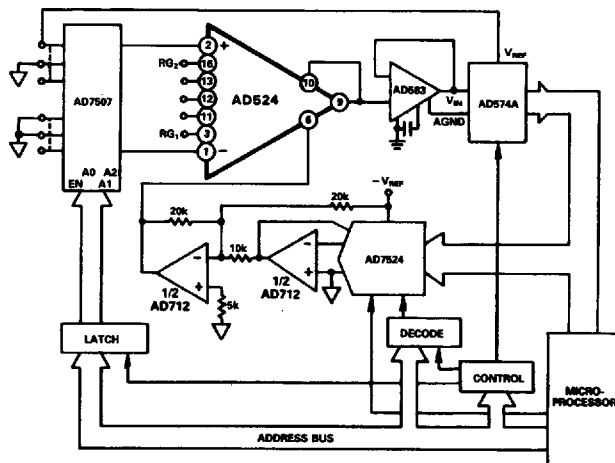 VREF
2
+
RG2
16
13
12
11
RG1
3
1
−
AD7507
A0 A2
EN A1
AD524
10
9
6
AD583
VIN
AGND
AD574A
− VREF
20k
20k
10k
−
+
5k
1/2
AD712
−
+
1/2
AD712
AD7524
LATCH
DECODE
CONTROL
MICRO-
PROCESSOR
ADDRESS BUS